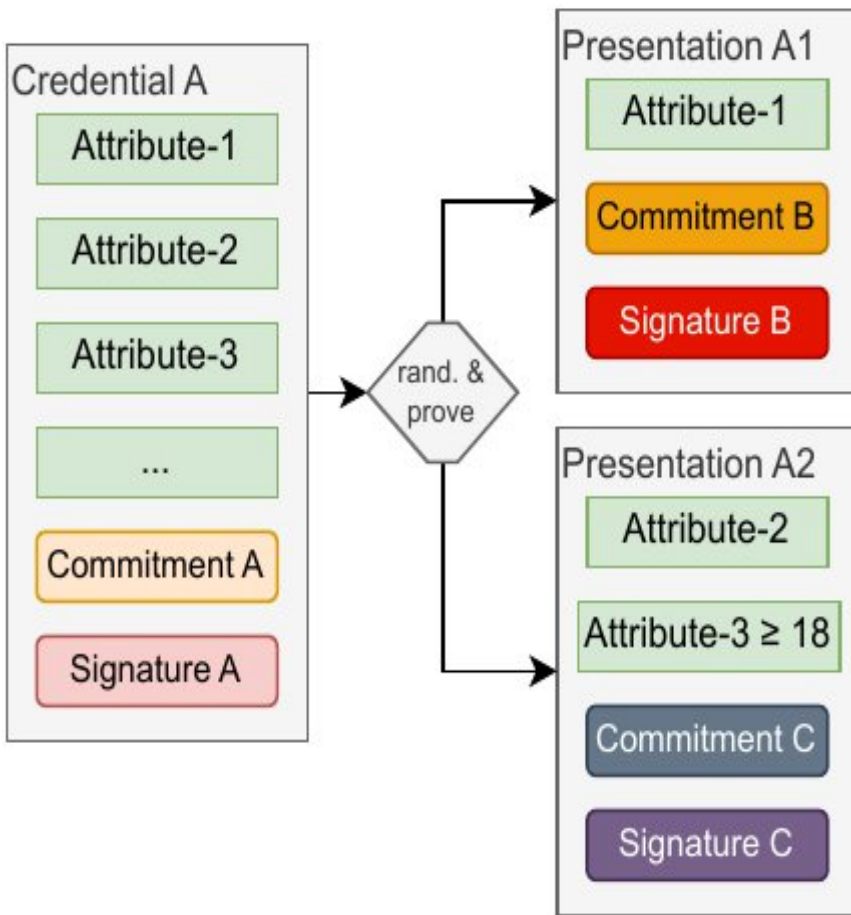 Credential A
Attribute-1
Attribute-2
Attribute-3
...
Commitment A
Signature A
rand. &
prove
Presentation A1
Attribute-1
Commitment B
Signature B
Presentation A2
Attribute-2
Attribute-3 ≥ 18
Commitment C
Signature C